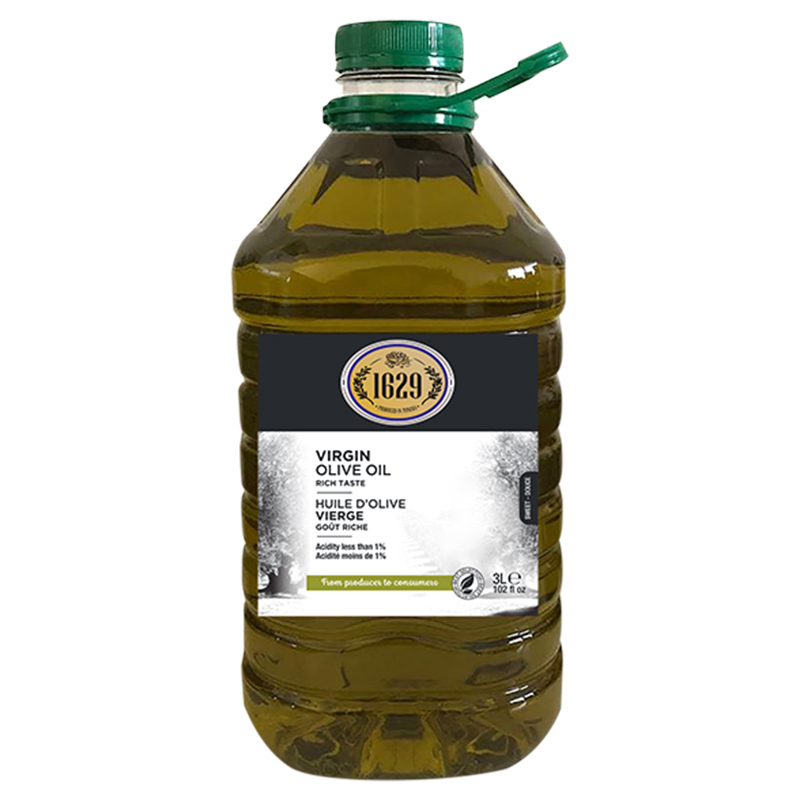 1629
VIRGIN
OLIVE OIL
RICH TASTE
HUILE D'OLIVE
VIERGE
GOÛT RICHE
Acidity less than 1%
Acidité moins de 1%
From producer to consumers
SWEET - DOUCE
3L ℮
102 fl oz